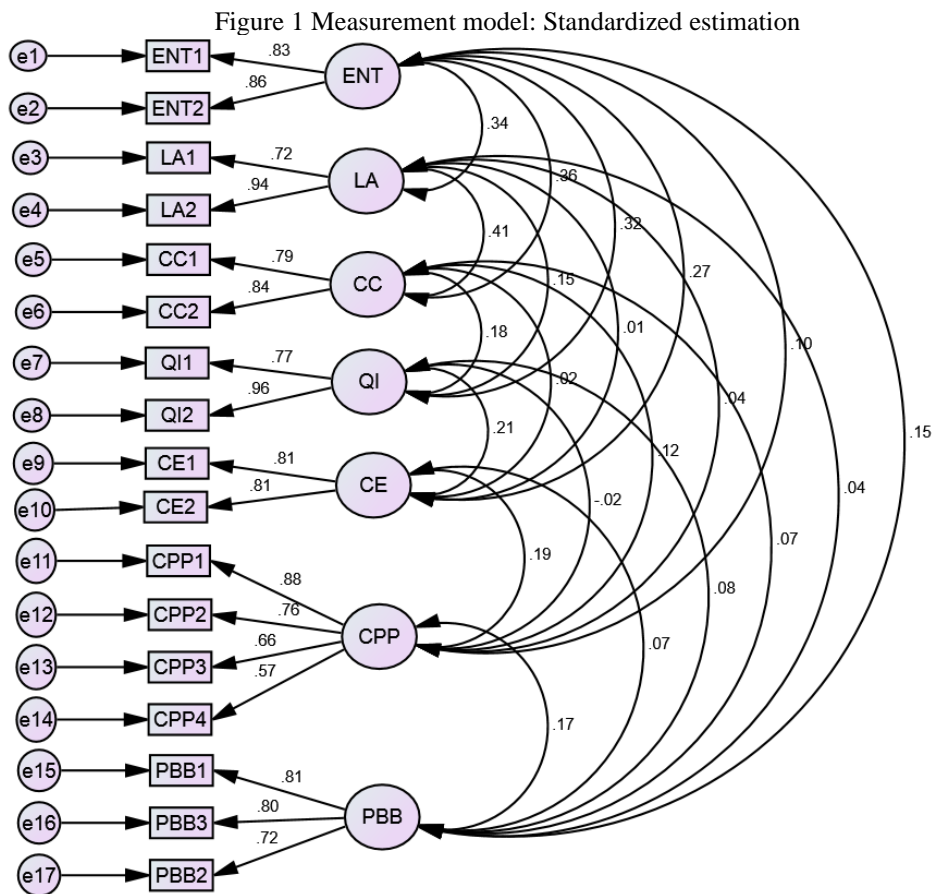 Figure 1 Measurement model: Standardized estimation
e1 ENT1 .83 ENT
e2 ENT2 .86
.34
e3 LA1 .72 LA .36
e4 LA2 .94 .32
.41
e5 CC1 .79 CC .15 .27
e6 CC2 .84 .18 .01 .10
e7 QI1 .77 QI .02 .04
e8 QI2 .96 .21 .15
e9 CE1 .81 CE .12
e10 CE2 .81 -.02 .04
e11 CPP1 .88 .19 .07
e12 CPP2 .76 CPP .08
e13 CPP3 .66 .07
e14 CPP4 .57
.17
e15 PBB1 .81
e16 PBB3 .80 PBB
e17 PBB2 .72